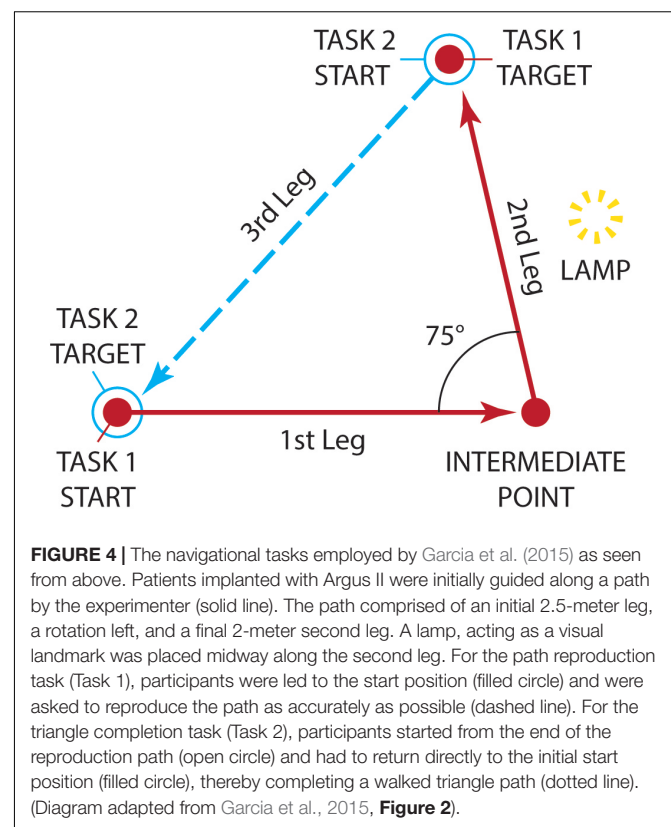 TASK 2 TASK 1
START TARGET
3rd Leg
2nd Leg
LAMP
TASK 2
TARGET
75°
1st Leg
TASK 1
START
INTERMEDIATE
POINT
FIGURE 4 | The navigational tasks employed by Garcia et al. (2015) as seen
from above. Patients implanted with Argus II were initially guided along a path
by the experimenter (solid line). The path comprised of an initial 2.5-meter leg,
a rotation left, and a final 2-meter second leg. A lamp, acting as a visual
landmark was placed midway along the second leg. For the path reproduction
task (Task 1), participants were led to the start position (filled circle) and were
asked to reproduce the path as accurately as possible (dashed line). For the
triangle completion task (Task 2), participants started from the end of the
reproduction path (open circle) and had to return directly to the initial start
position (filled circle), thereby completing a walked triangle path (dotted line).
(Diagram adapted from Garcia et al., 2015, Figure 2).